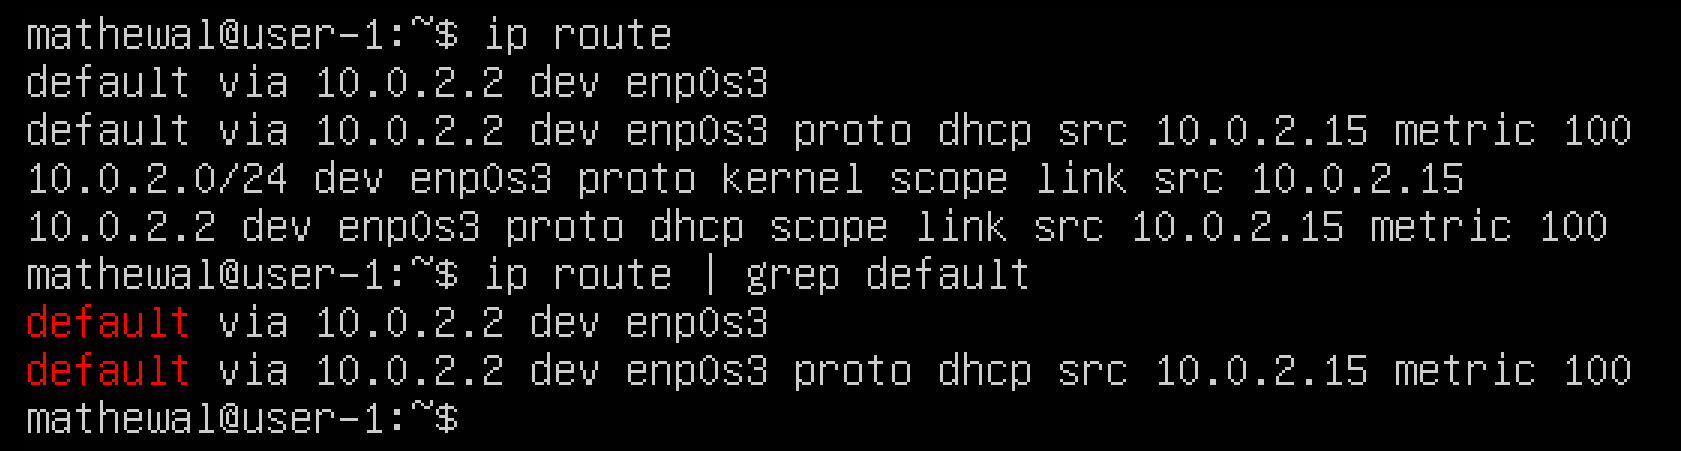 mathewal@user-1:~$ ip route
default via 10.0.2.2 dev enp0s3
default via 10.0.2.2 dev enp0s3 proto dhcp src 10.0.2.15 metric 100
10.0.2.0/24 dev enp0s3 proto kernel scope link src 10.0.2.15
10.0.2.2 dev enp0s3 proto dhcp scope link src 10.0.2.15 metric 100
mathewal@user-1:~$ ip route | grep default
default via 10.0.2.2 dev enp0s3
default via 10.0.2.2 dev enp0s3 proto dhcp src 10.0.2.15 metric 100
mathewal@user-1:~$